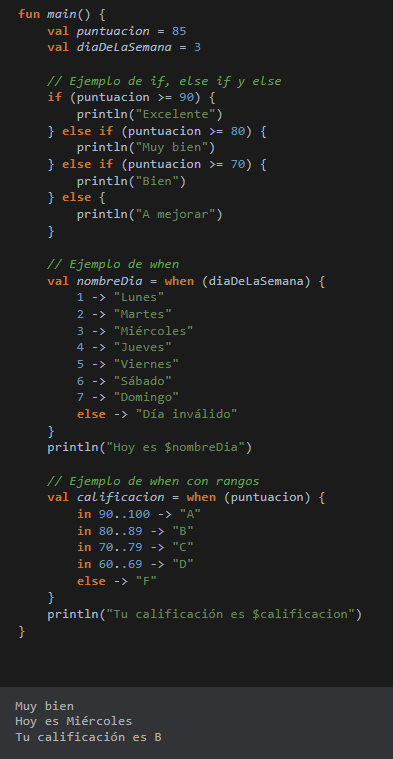 fun main() {
    val puntuacion = 85
    val diaDeLaSemana = 3

    // Ejemplo de if, else if y else
    if (puntuacion >= 90) {
        println("Excelente")
    } else if (puntuacion >= 80) {
        println("Muy bien")
    } else if (puntuacion >= 70) {
        println("Bien")
    } else {
        println("A mejorar")
    }

    // Ejemplo de when
    val nombreDia = when (diaDeLaSemana) {
        1 -> "Lunes"
        2 -> "Martes"
        3 -> "Miércoles"
        4 -> "Jueves"
        5 -> "Viernes"
        6 -> "Sábado"
        7 -> "Domingo"
        else -> "Día inválido"
    }
    println("Hoy es $nombreDia")

    // Ejemplo de when con rangos
    val calificacion = when (puntuacion) {
        in 90..100 -> "A"
        in 80..89 -> "B"
        in 70..79 -> "C"
        in 60..69 -> "D"
        else -> "F"
    }
    println("Tu calificación es $calificacion")
}

Muy bien
Hoy es Miércoles
Tu calificación es B